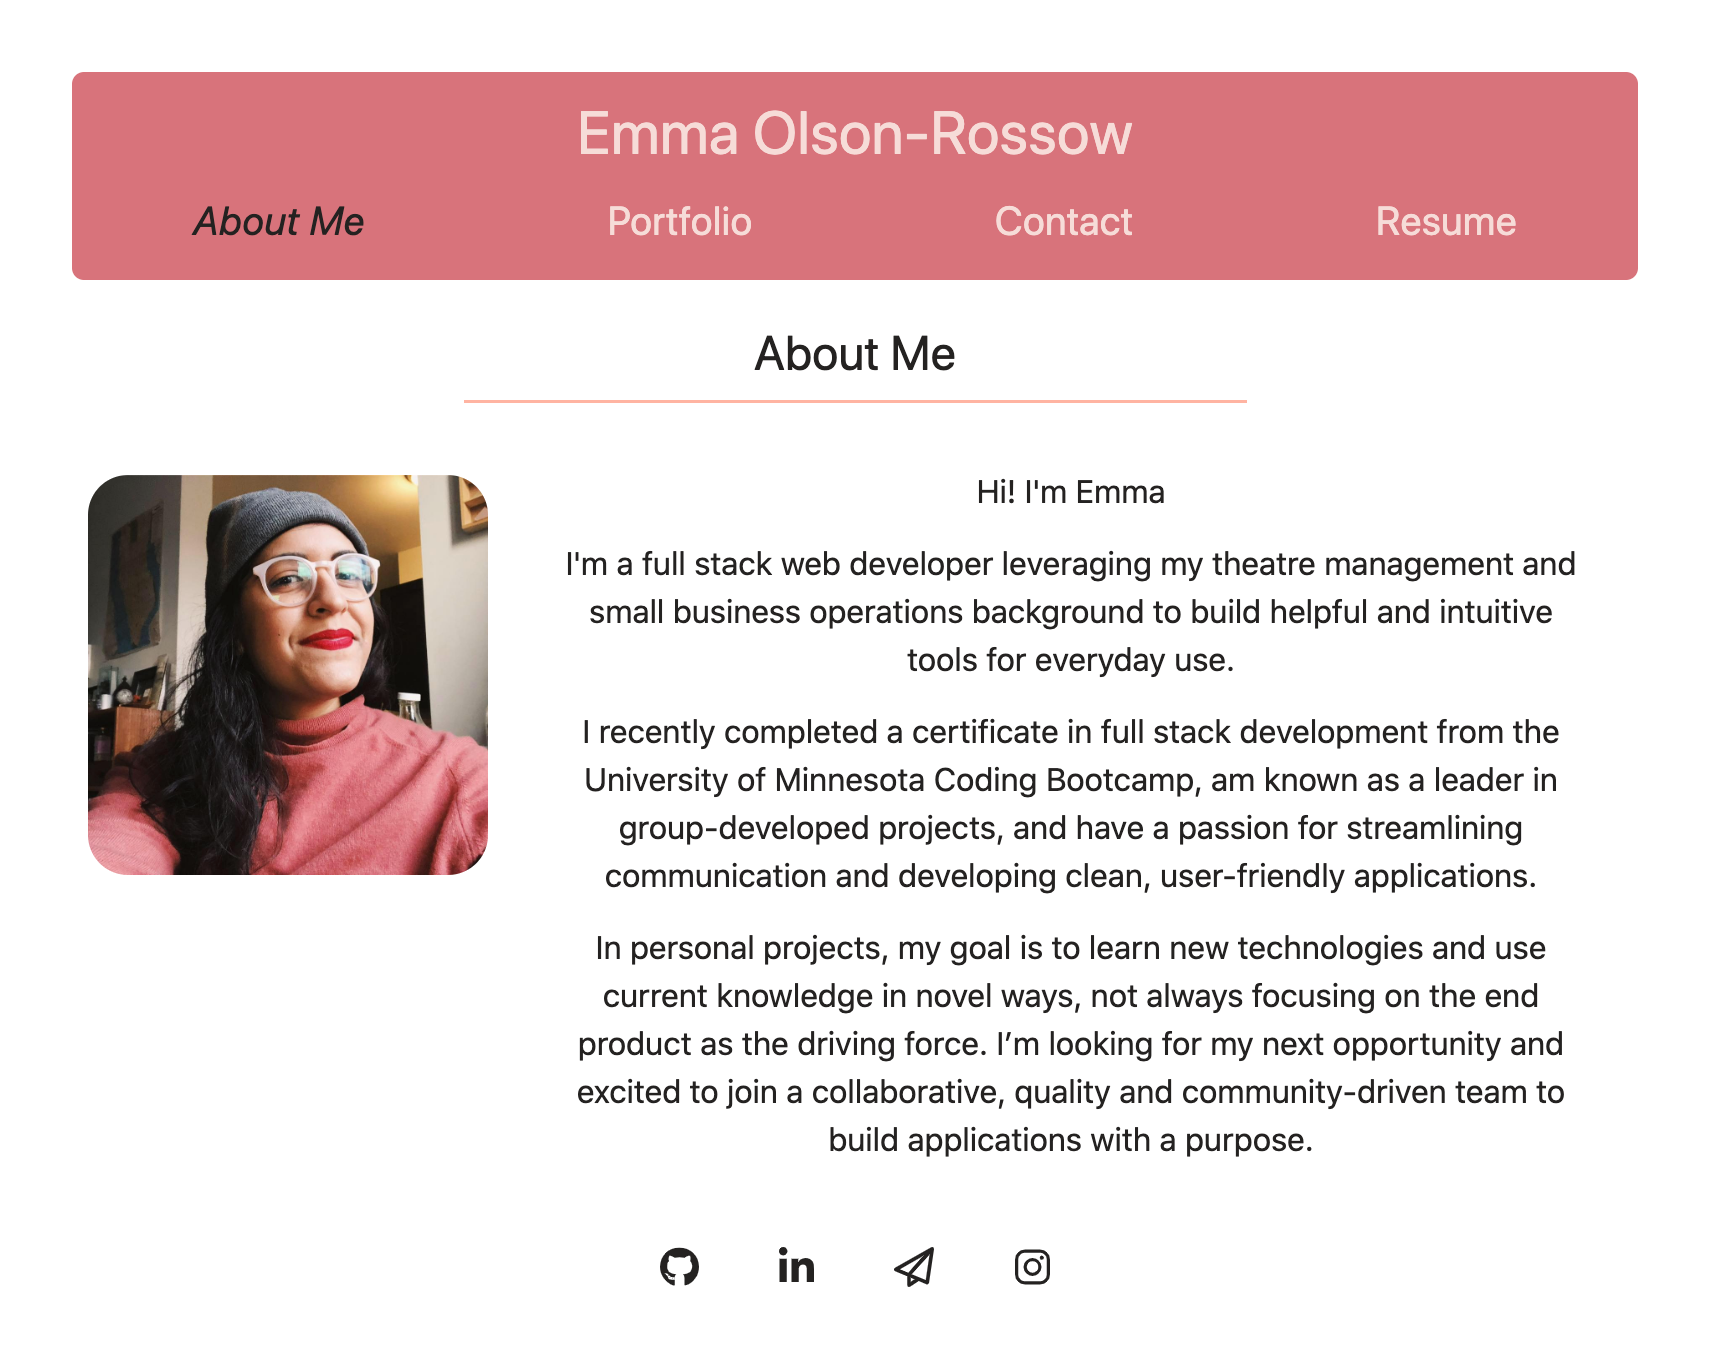 Emma Olson-Rossow
About Me
Portfolio
Contact
Resume
About Me
Hi! I'm Emma
I'm a full stack web developer leveraging my theatre management and
small business operations background to build helpful and intuitive
tools for everyday use.
I recently completed a certificate in full stack development from the
University of Minnesota Coding Bootcamp, am known as a leader in
group-developed projects, and have a passion for streamlining
communication and developing clean, user-friendly applications.
In personal projects, my goal is to learn new technologies and use
current knowledge in novel ways, not always focusing on the end
product as the driving force. I’m looking for my next opportunity and
excited to join a collaborative, quality and community-driven team to
build applications with a purpose.
in